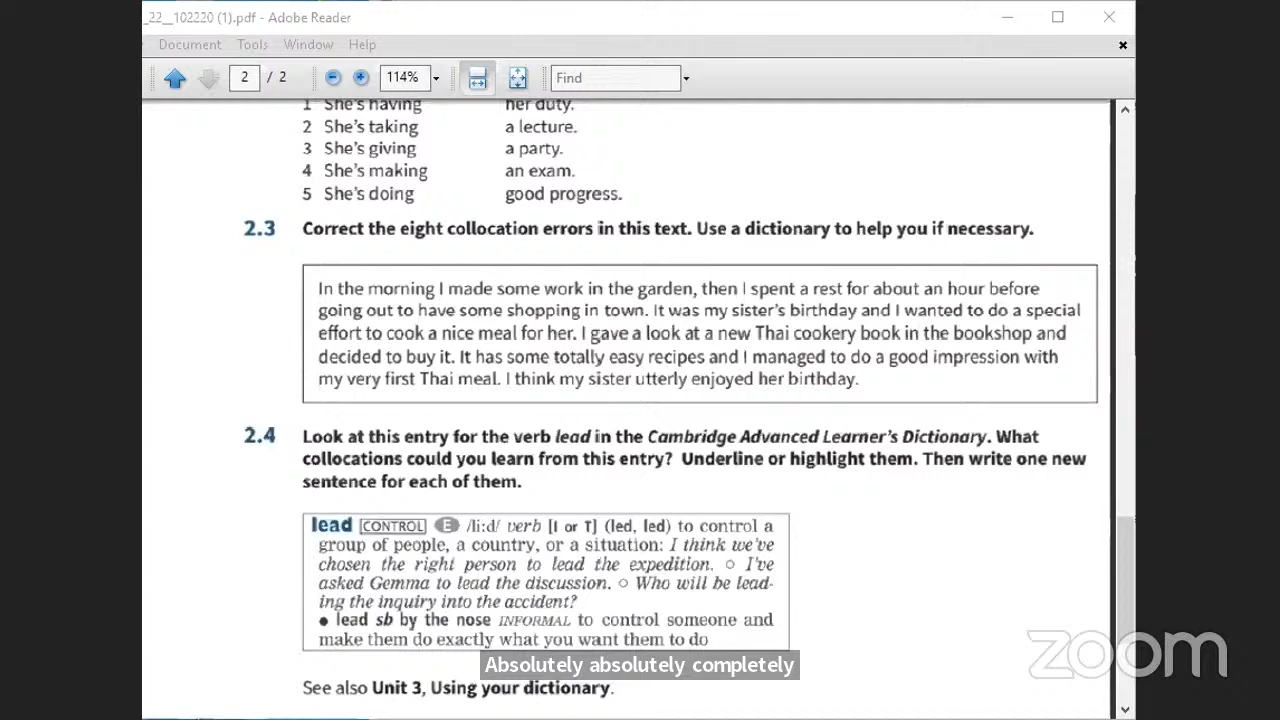 _22__102220 (1).pdf - Adobe Reader
Document Tools Window Help
2 / 2 114% Find
1 She's having her duty.
2 She's taking a lecture.
3 She's giving a party.
4 She's making an exam.
5 She's doing good progress.
2.3 Correct the eight collocation errors in this text. Use a dictionary to help you if necessary.
In the morning I made some work in the garden, then I spent a rest for about an hour before
going out to have some shopping in town. It was my sister's birthday and I wanted to do a special
effort to cook a nice meal for her. I gave a look at a new Thai cookery book in the bookshop and
decided to buy it. It has some totally easy recipes and I managed to do a good impression with
my very first Thai meal. I think my sister utterly enjoyed her birthday.
2.4 Look at this entry for the verb lead in the Cambridge Advanced Learner's Dictionary. What
collocations could you learn from this entry? Underline or highlight them. Then write one new
sentence for each of them.
lead CONTROL E /liːd/ verb [I or T] (led, led) to control a
group of people, a country, or a situation: I think we've
chosen the right person to lead the expedition. ○ I've
asked Gemma to lead the discussion. ○ Who will be lead-
ing the inquiry into the accident?
● lead sb by the nose INFORMAL to control someone and
make them do exactly what you want them to do
Absolutely absolutely completely
zoom
See also Unit 3, Using your dictionary.